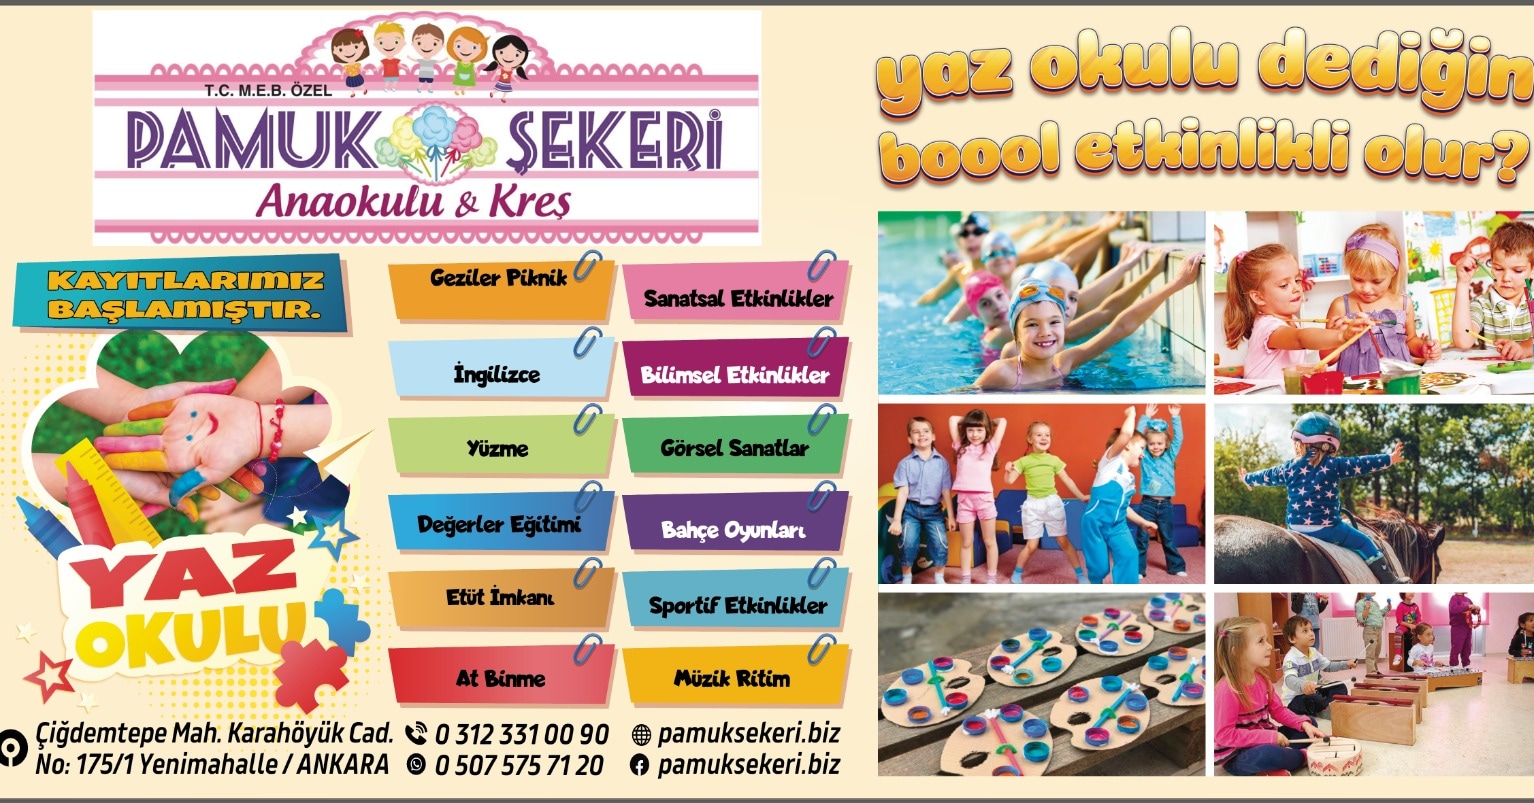 T.C. M.E.B. ÖZEL
PAMUK ŞEKERİ
Anaokulu & Kreş
yaz okulu dediğin
boool etkinlikli olur?
KAYITLARIMIZ
BAŞLAMIŞTIR.
YAZ
OKULU
Geziler Piknik
Sanatsal Etkinlikler
İngilizce
Bilimsel Etkinlikler
Yüzme
Görsel Sanatlar
Değerler Eğitimi
Bahçe Oyunları
Etüt İmkanı
Sportif Etkinlikler
At Binme
Müzik Ritim
Çiğdemtepe Mah. Karahöyük Cad.
No: 175/1 Yenimahalle / ANKARA
0 312 331 00 90
0 507 575 71 20
pamuksekeri.biz
pamuksekeri.biz